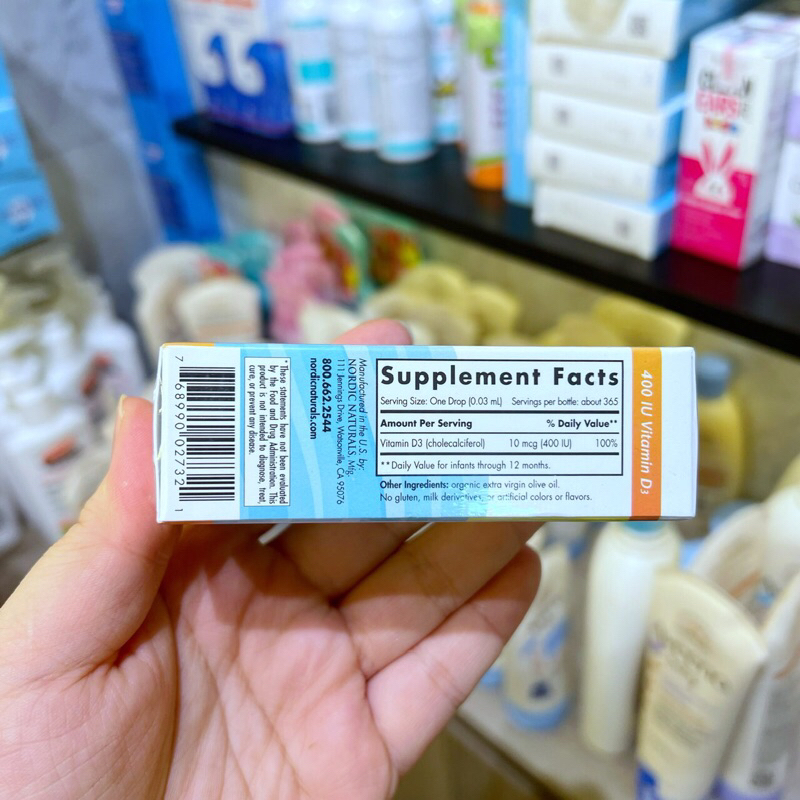 Supplement Facts
Serving Size: One Drop (0.03 mL) Servings per bottle: about 365
Amount Per Serving % Daily Value**
Vitamin D3 (cholecalciferol) 10 mcg (400 IU) 100%
**Daily Value for infants through 12 months.
Other Ingredients: organic extra virgin olive oil.
No gluten, milk derivatives, or artificial colors or flavors.
400 IU Vitamin D3
Manufactured in the U. S. by:
NORDIC NATURALS, Mfg.
111 Jennings Drive, Watsonville, CA 95076
800.662.2544
nordicnaturals.com
*These statements have not been evaluated
by the Food and Drug Administration. This
product is not intended to diagnose, treat,
cure, or prevent any disease.
7 68990 02732 1